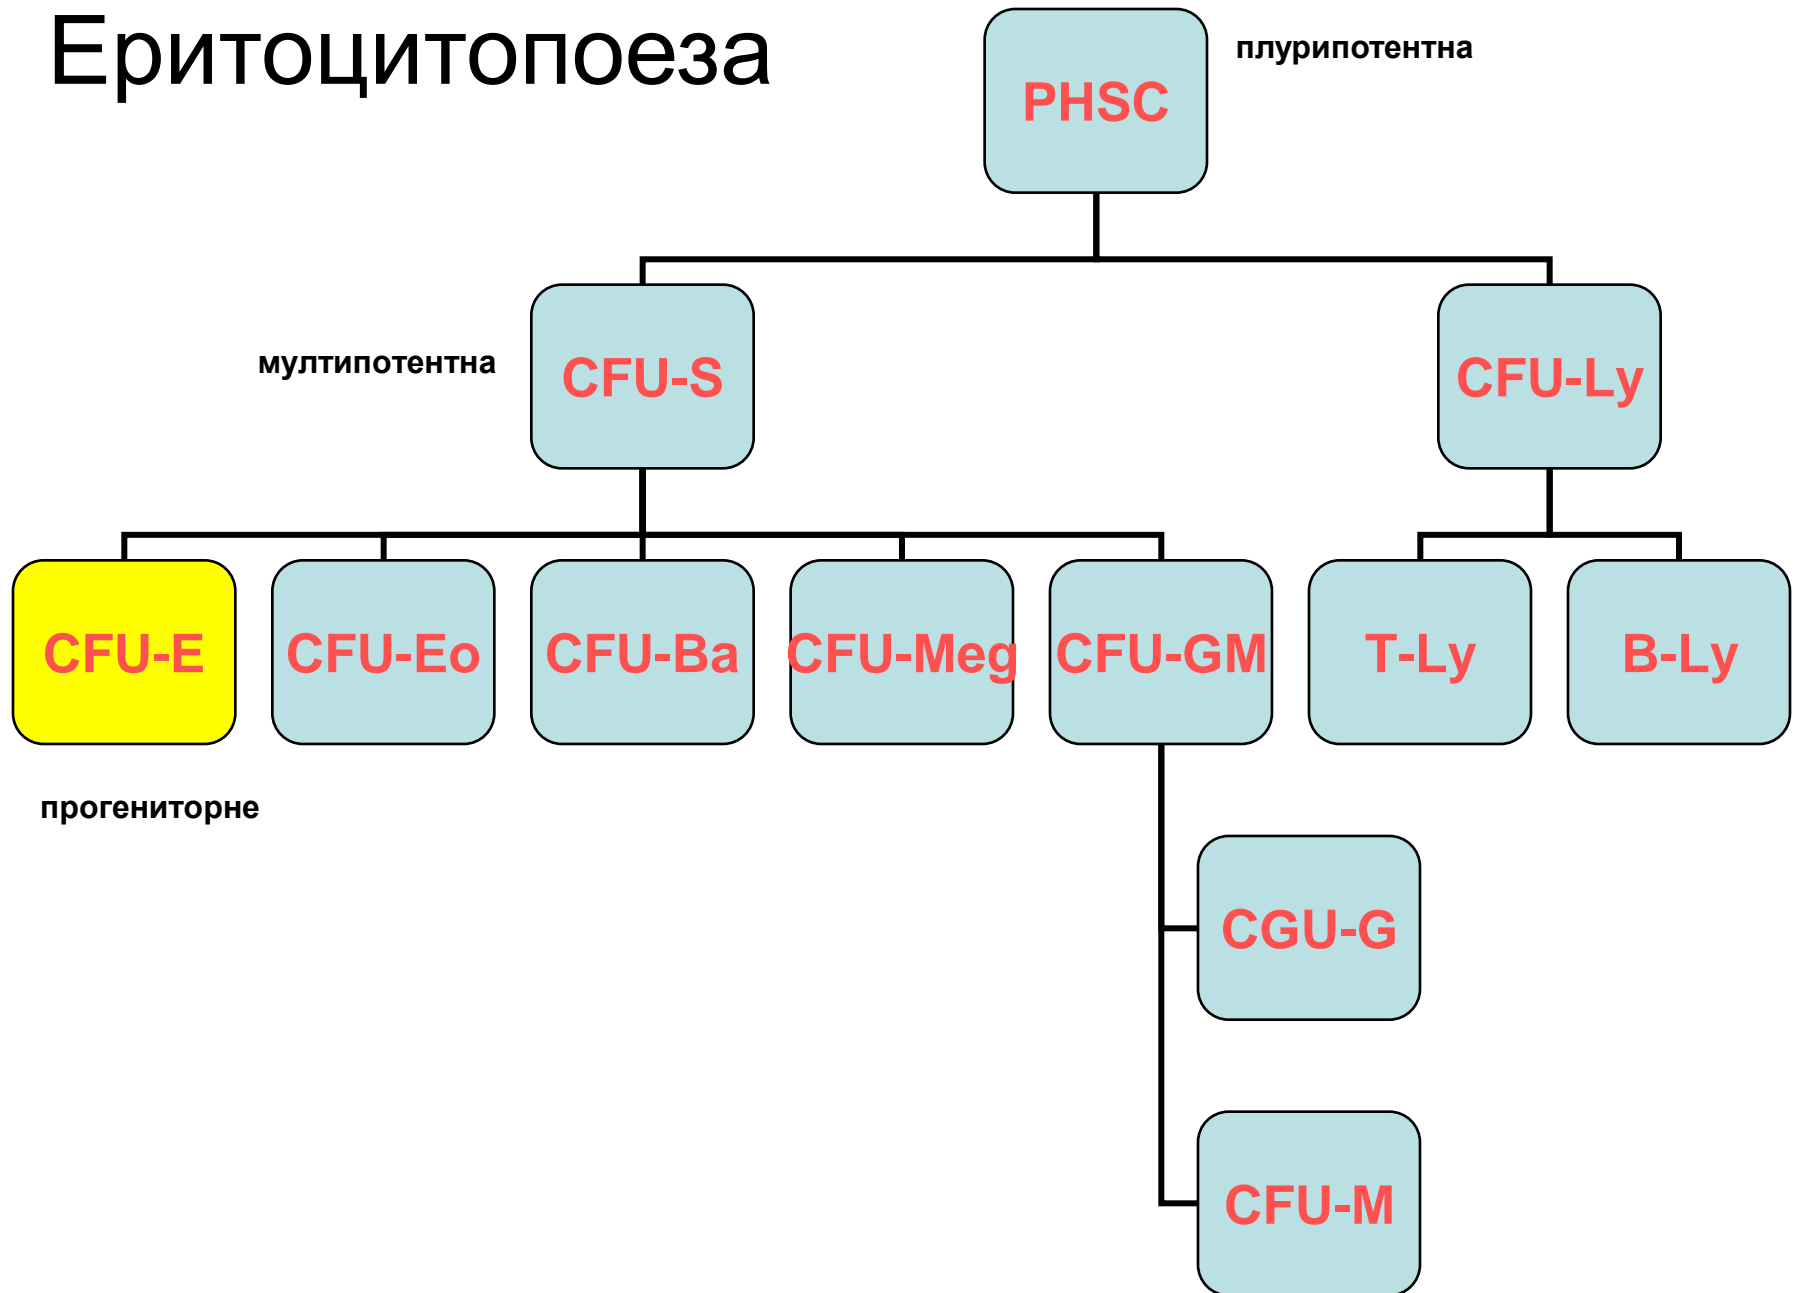 Еритоцитопоеза
плурипотентна
PHSC
мултипотентна
CFU-S
CFU-Ly
CFU-E
CFU-Eo
CFU-Ba
CFU-Meg
CFU-GM
T-Ly
B-Ly
прогениторне
CGU-G
CFU-M